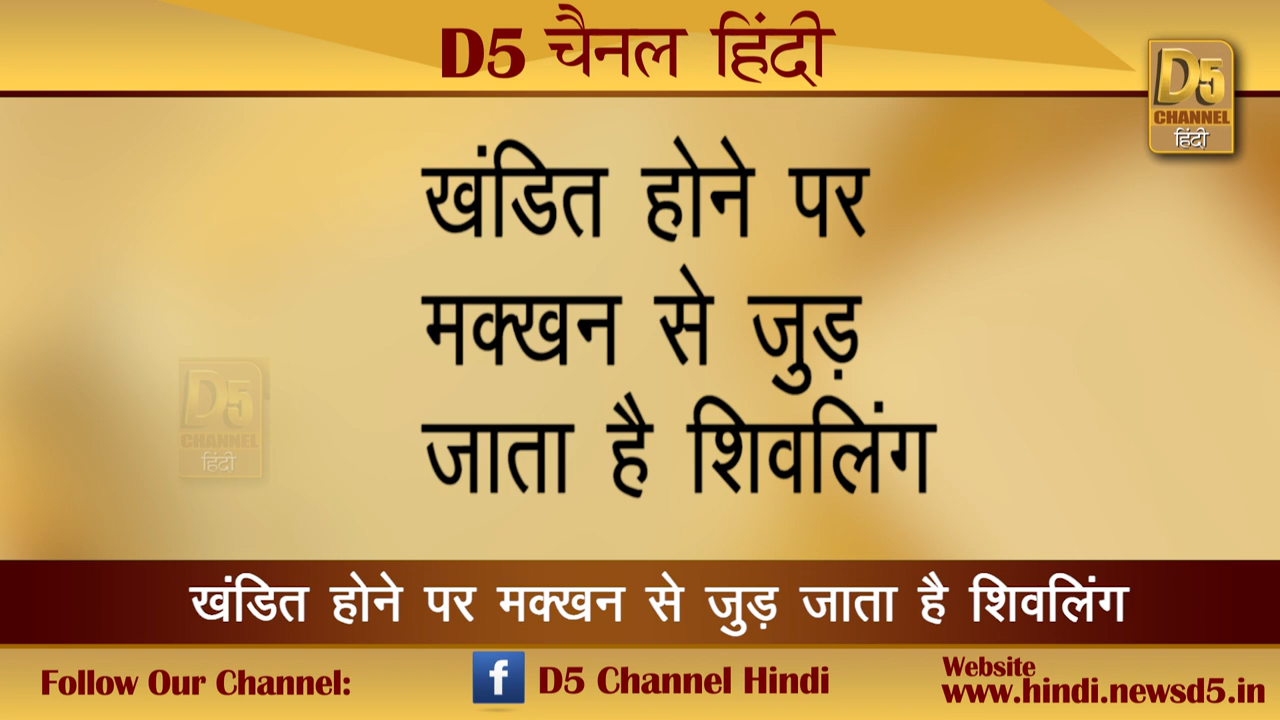 D5 चैनल हिंदी
D5
CHANNEL
हिंदी
खंडित होने पर
मक्खन से जुड़
जाता है शिवलिंग
D5
CHANNEL
हिंदी
खंडित होने पर मक्खन से जुड़ जाता है शिवलिंग
Follow Our Channel:
f
D5 Channel Hindi
Website
www.hindi.newsd5.in